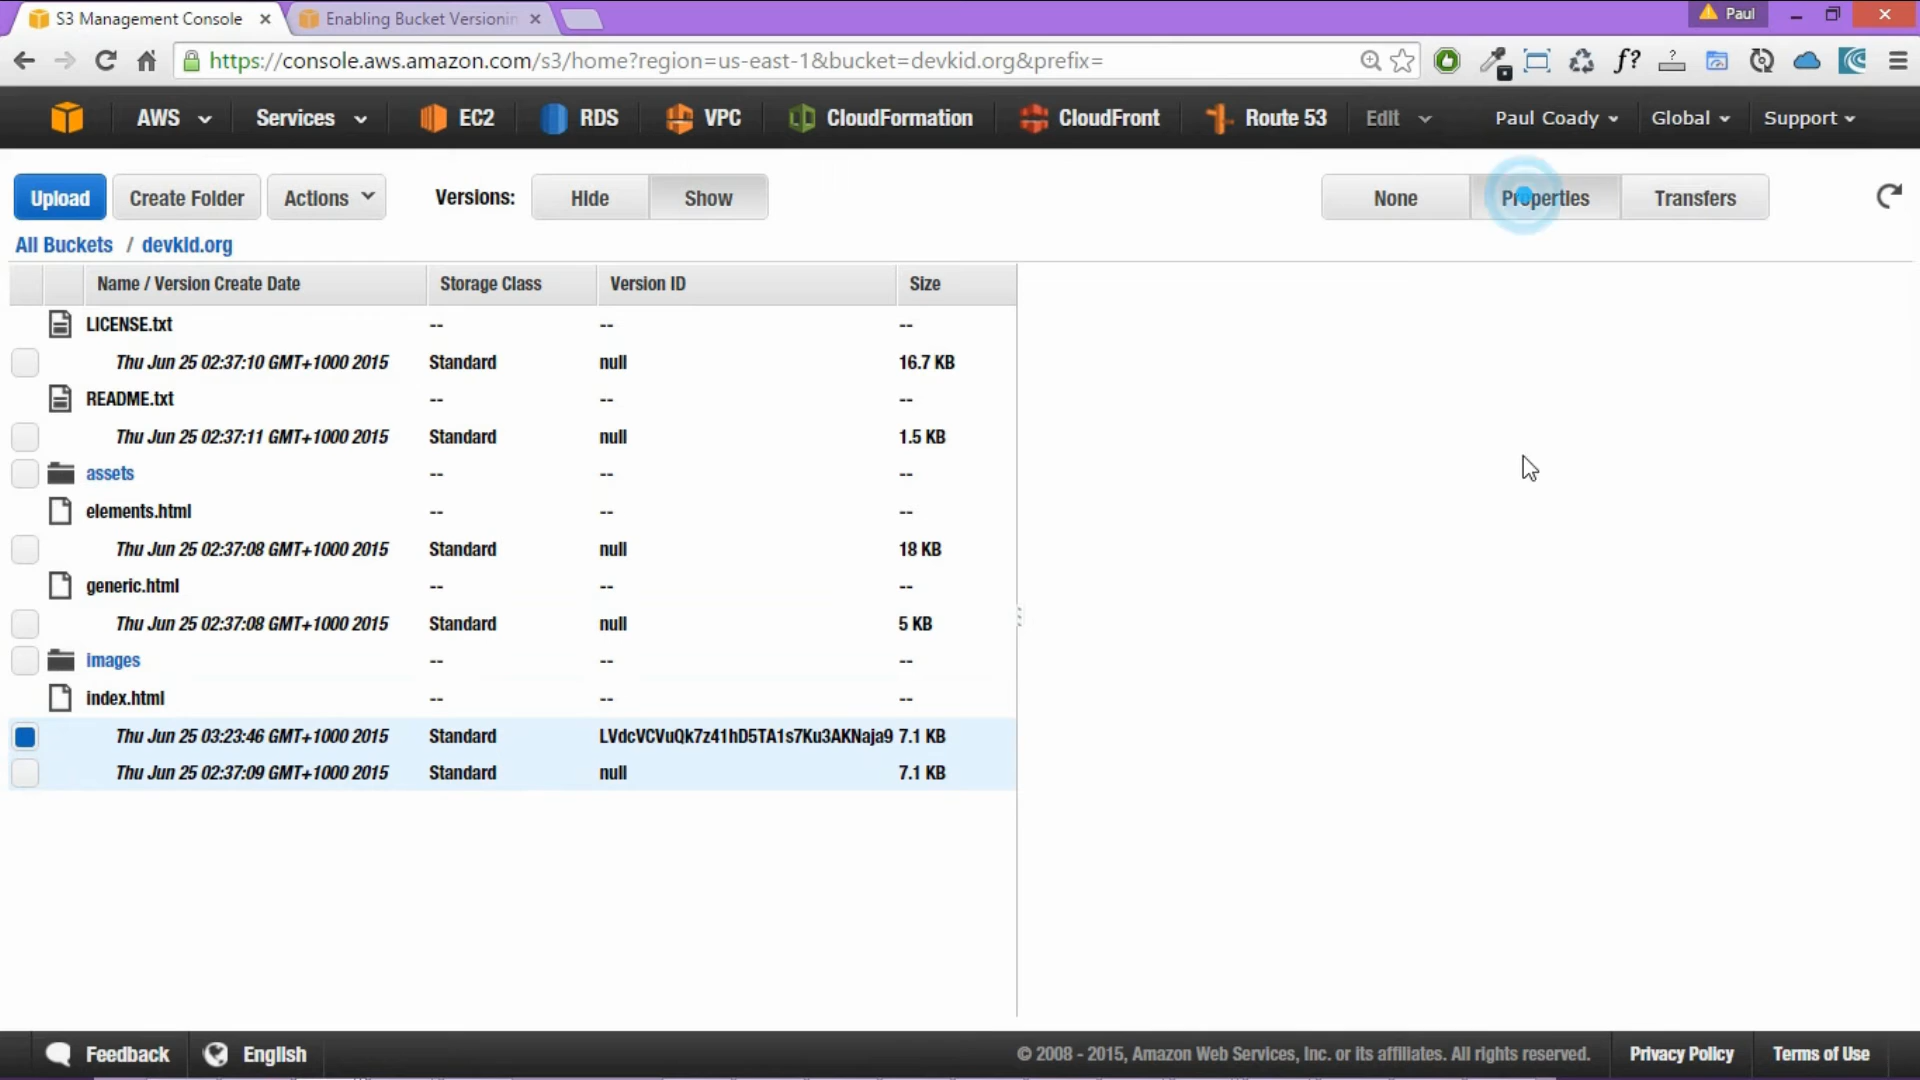 S3 Management Console
Enabling Bucket Versionin
Paul
https://console.aws.amazon.com/s3/home?region=us-east-1&bucket=devkid.org&prefix=
AWS Services EC2 RDS VPC CloudFormation CloudFront Route 53 Edit Paul Coady Global Support
Upload Create Folder Actions Versions: Hide Show None Properties Transfers
All Buckets / devkid.org
Name / Version Create Date Storage Class Version ID Size
LICENSE.txt -- -- --
Thu Jun 25 02:37:10 GMT+1000 2015 Standard null 16.7 KB
README.txt -- -- --
Thu Jun 25 02:37:11 GMT+1000 2015 Standard null 1.5 KB
assets -- -- --
elements.html -- -- --
Thu Jun 25 02:37:08 GMT+1000 2015 Standard null 18 KB
generic.html -- -- --
Thu Jun 25 02:37:08 GMT+1000 2015 Standard null 5 KB
images -- -- --
index.html -- -- --
Thu Jun 25 03:23:46 GMT+1000 2015 Standard LVdcVCVuQk7z41hD5TA1s7Ku3AKNaja9 7.1 KB
Thu Jun 25 02:37:09 GMT+1000 2015 Standard null 7.1 KB
Feedback English © 2008 - 2015, Amazon Web Services, Inc. or its affiliates. All rights reserved. Privacy Policy Terms of Use